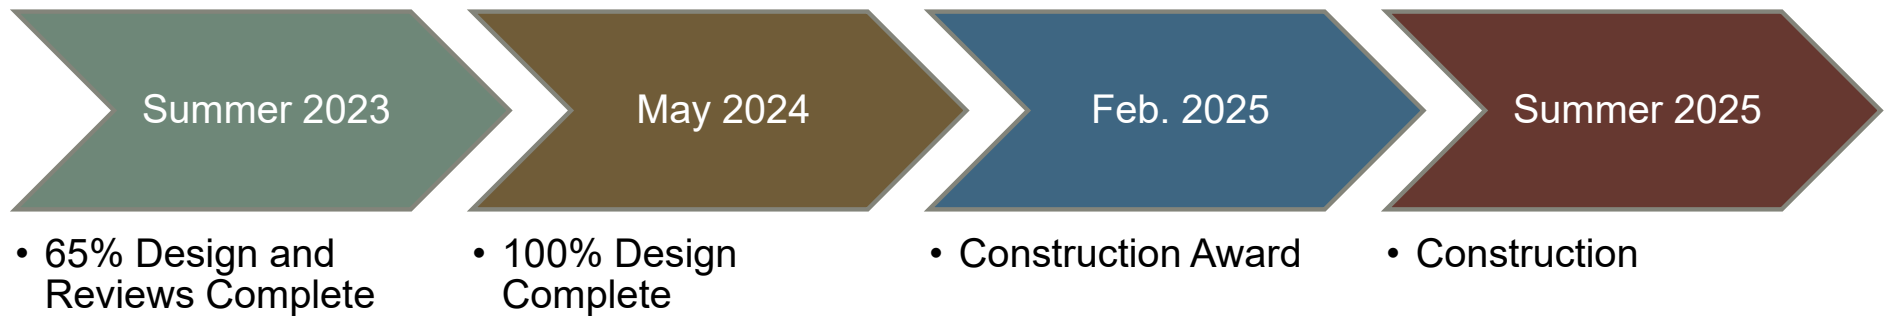 Summer 2023
May 2024
Feb. 2025
Summer 2025
• 65% Design and
Reviews Complete
• 100% Design
Complete
• Construction Award
• Construction